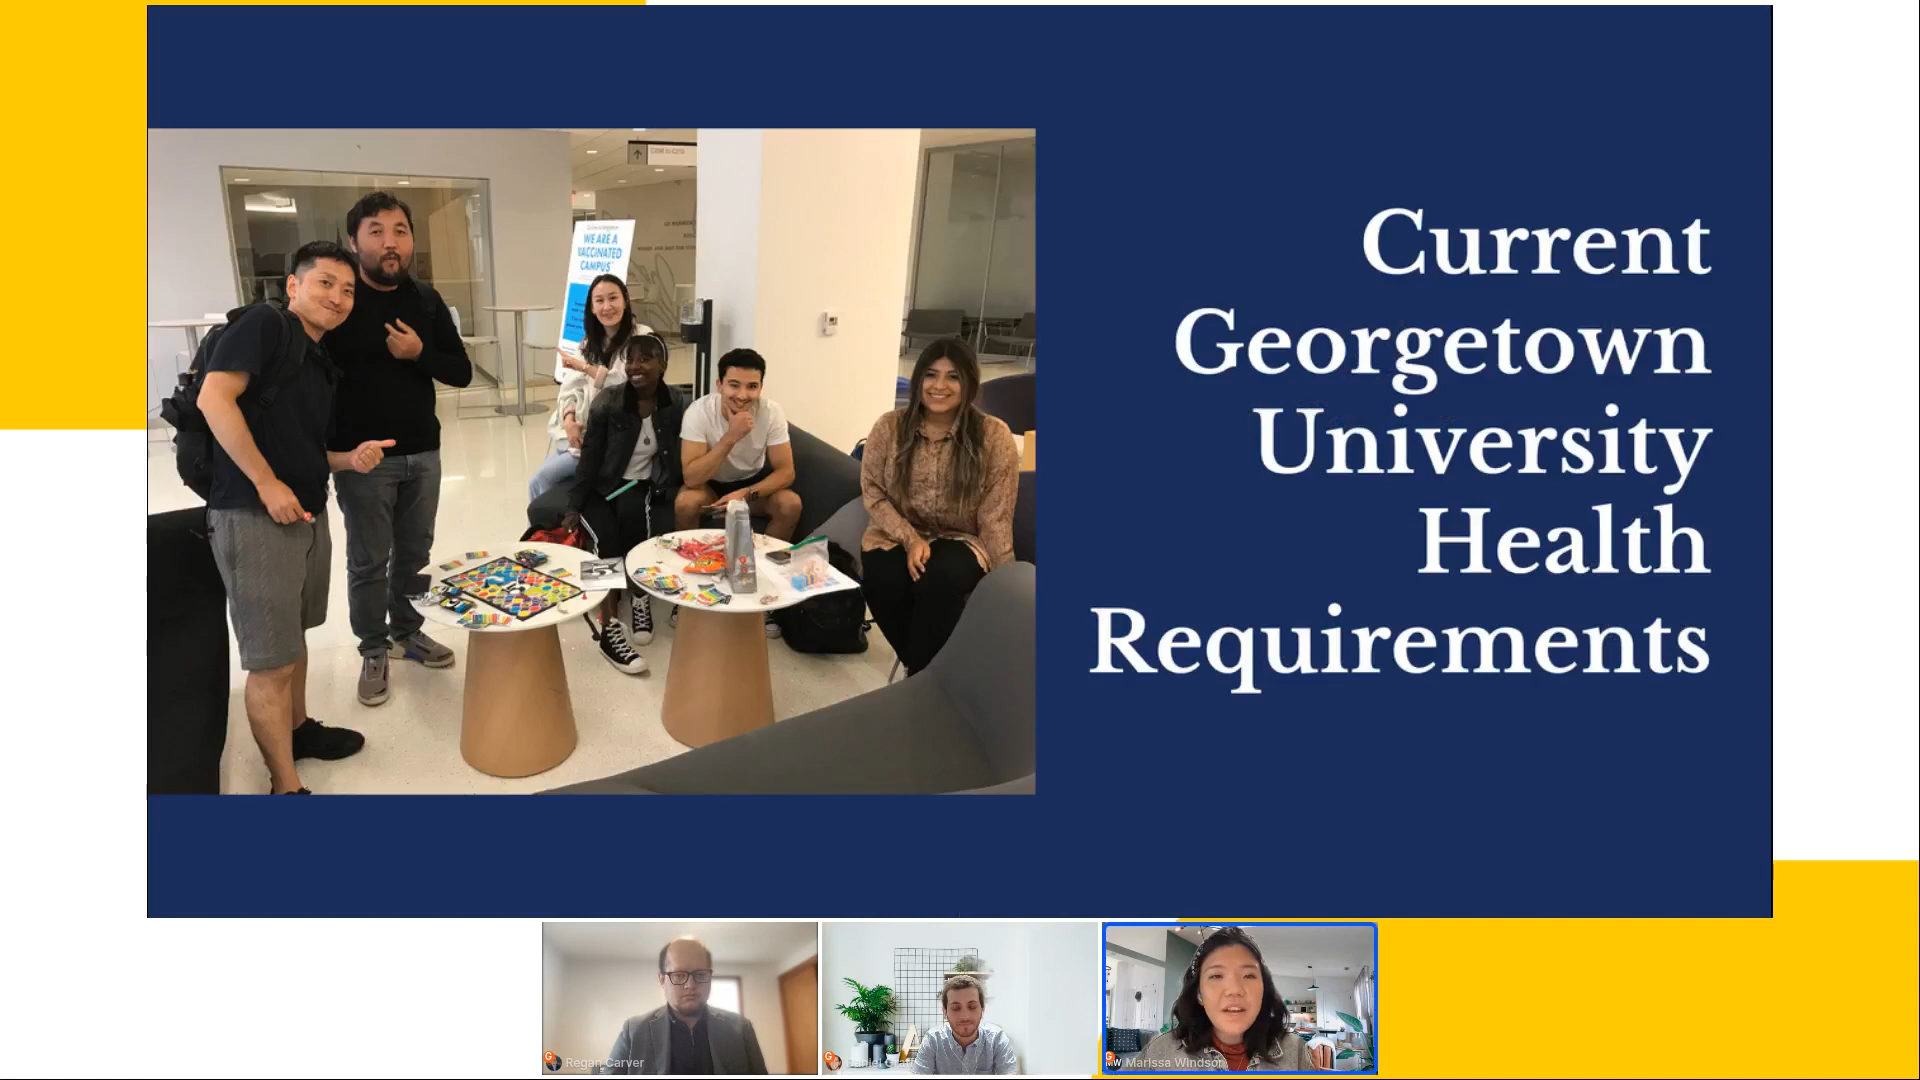 WE ARE A
VACCINATED
CAMPUS
Current
Georgetown
University
Health
Requirements
Regan Carver
Marissa Windsor